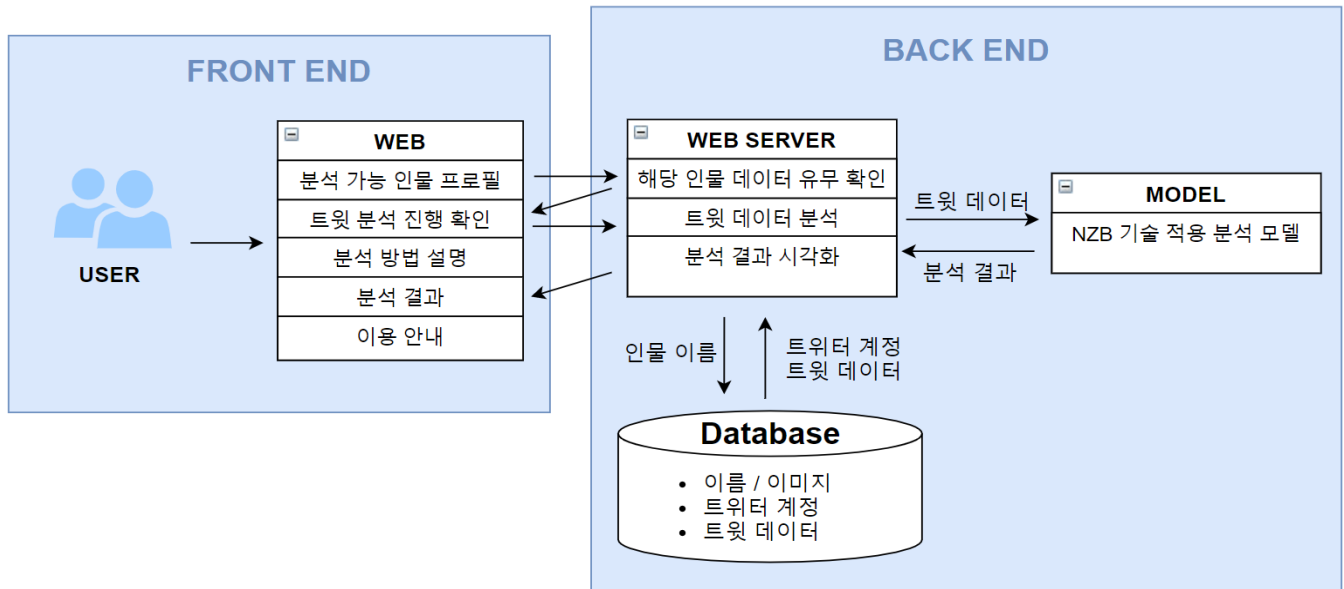 FRONT END
BACK END
USER
WEB
분석 가능 인물 프로필
트윗 분석 진행 확인
분석 방법 설명
분석 결과
이용 안내
WEB SERVER
해당 인물 데이터 유무 확인
트윗 데이터 분석
분석 결과 시각화
트윗 데이터
분석 결과
MODEL
NZB 기술 적용 분석 모델
인물 이름
트위터 계정
트윗 데이터
Database
• 이름 / 이미지
• 트위터 계정
• 트윗 데이터